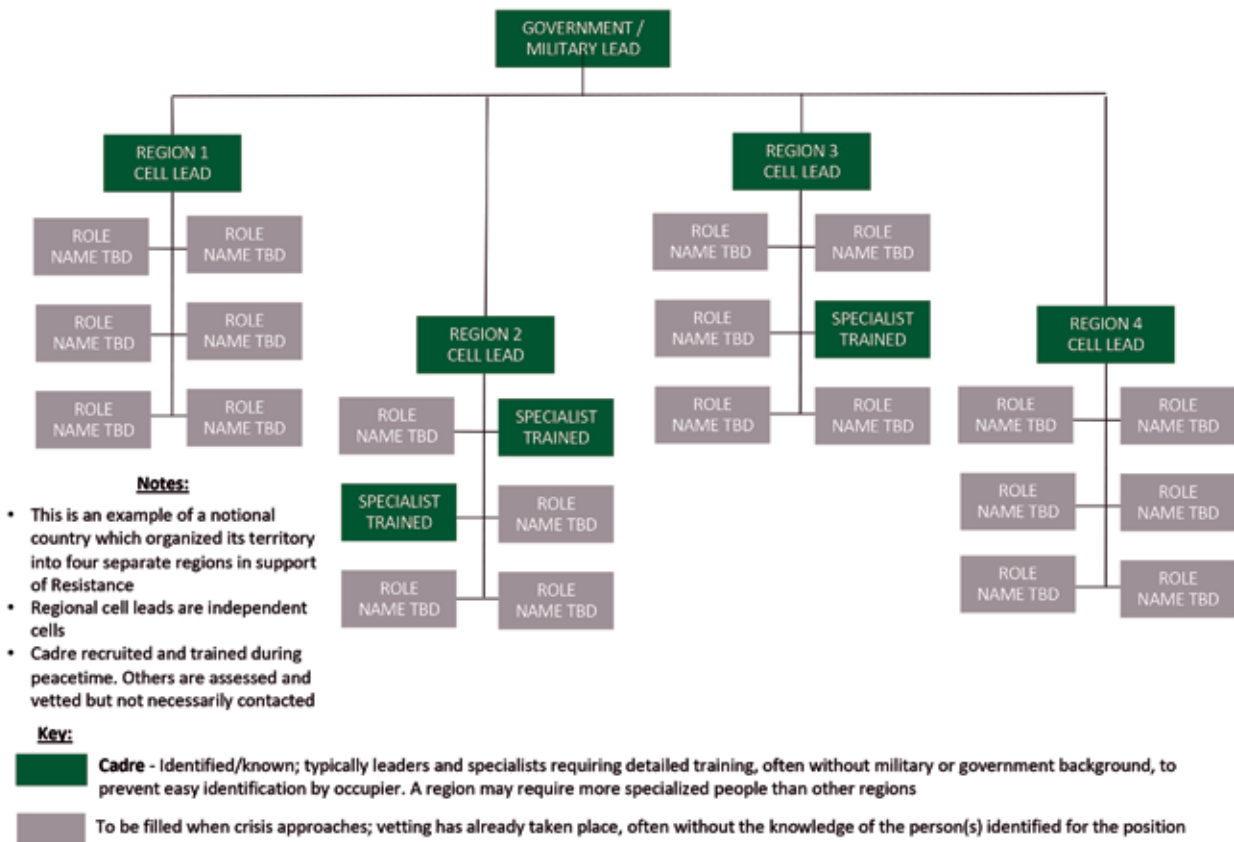 GOVERNMENT /
MILITARY LEAD
REGION 1
CELL LEAD
ROLE
NAME TBD
ROLE
NAME TBD
ROLE
NAME TBD
ROLE
NAME TBD
ROLE
NAME TBD
ROLE
NAME TBD
REGION 2
CELL LEAD
ROLE
NAME TBD
SPECIALIST
TRAINED
SPECIALIST
TRAINED
ROLE
NAME TBD
ROLE
NAME TBD
ROLE
NAME TBD
REGION 3
CELL LEAD
ROLE
NAME TBD
ROLE
NAME TBD
ROLE
NAME TBD
SPECIALIST
TRAINED
ROLE
NAME TBD
ROLE
NAME TBD
REGION 4
CELL LEAD
ROLE
NAME TBD
ROLE
NAME TBD
ROLE
NAME TBD
ROLE
NAME TBD
ROLE
NAME TBD
ROLE
NAME TBD
Notes:
• This is an example of a notional
country which organized its territory
into four separate regions in support
of Resistance
• Regional cell leads are independent
cells
• Cadre recruited and trained during
peacetime. Others are assessed and
vetted but not necessarily contacted
Key:
Cadre - Identified/known; typically leaders and specialists requiring detailed training, often without military or government background, to
prevent easy identification by occupier. A region may require more specialized people than other regions
To be filled when crisis approaches; vetting has already taken place, often without the knowledge of the person(s) identified for the position